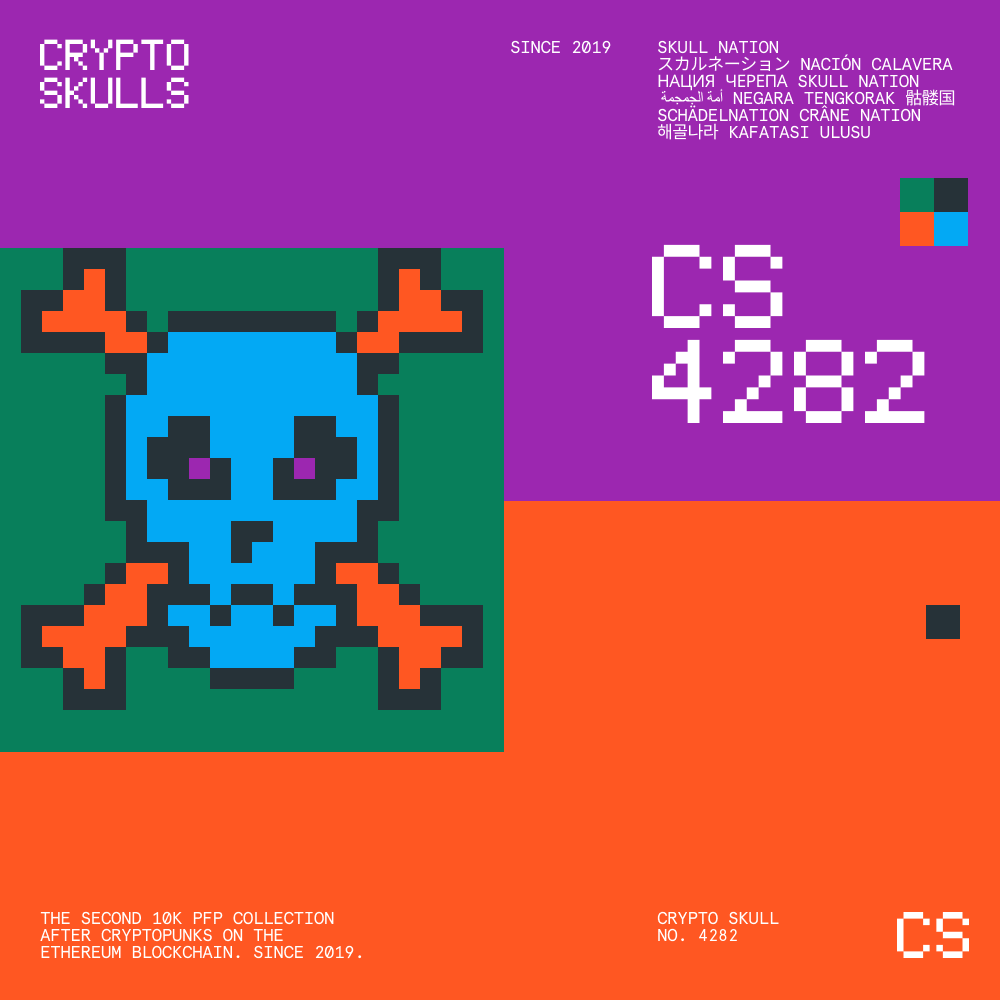 CRYPTO
SKULLS
SINCE 2019
SKULL NATION
スカルネーション NACIÓN CALAVERA
НАЦИЯ ЧЕРЕПА SKULL NATION
أمة الجمجمة NEGARA TENGKORAK 骷髅国
SCHÄDELNATION CRÂNE NATION
해골나라 KAFATASI ULUSU
CS
4282
THE SECOND 10K PFP COLLECTION
AFTER CRYPTOPUNKS ON THE
ETHEREUM BLOCKCHAIN. SINCE 2019.
CRYPTO SKULL
NO. 4282
CS